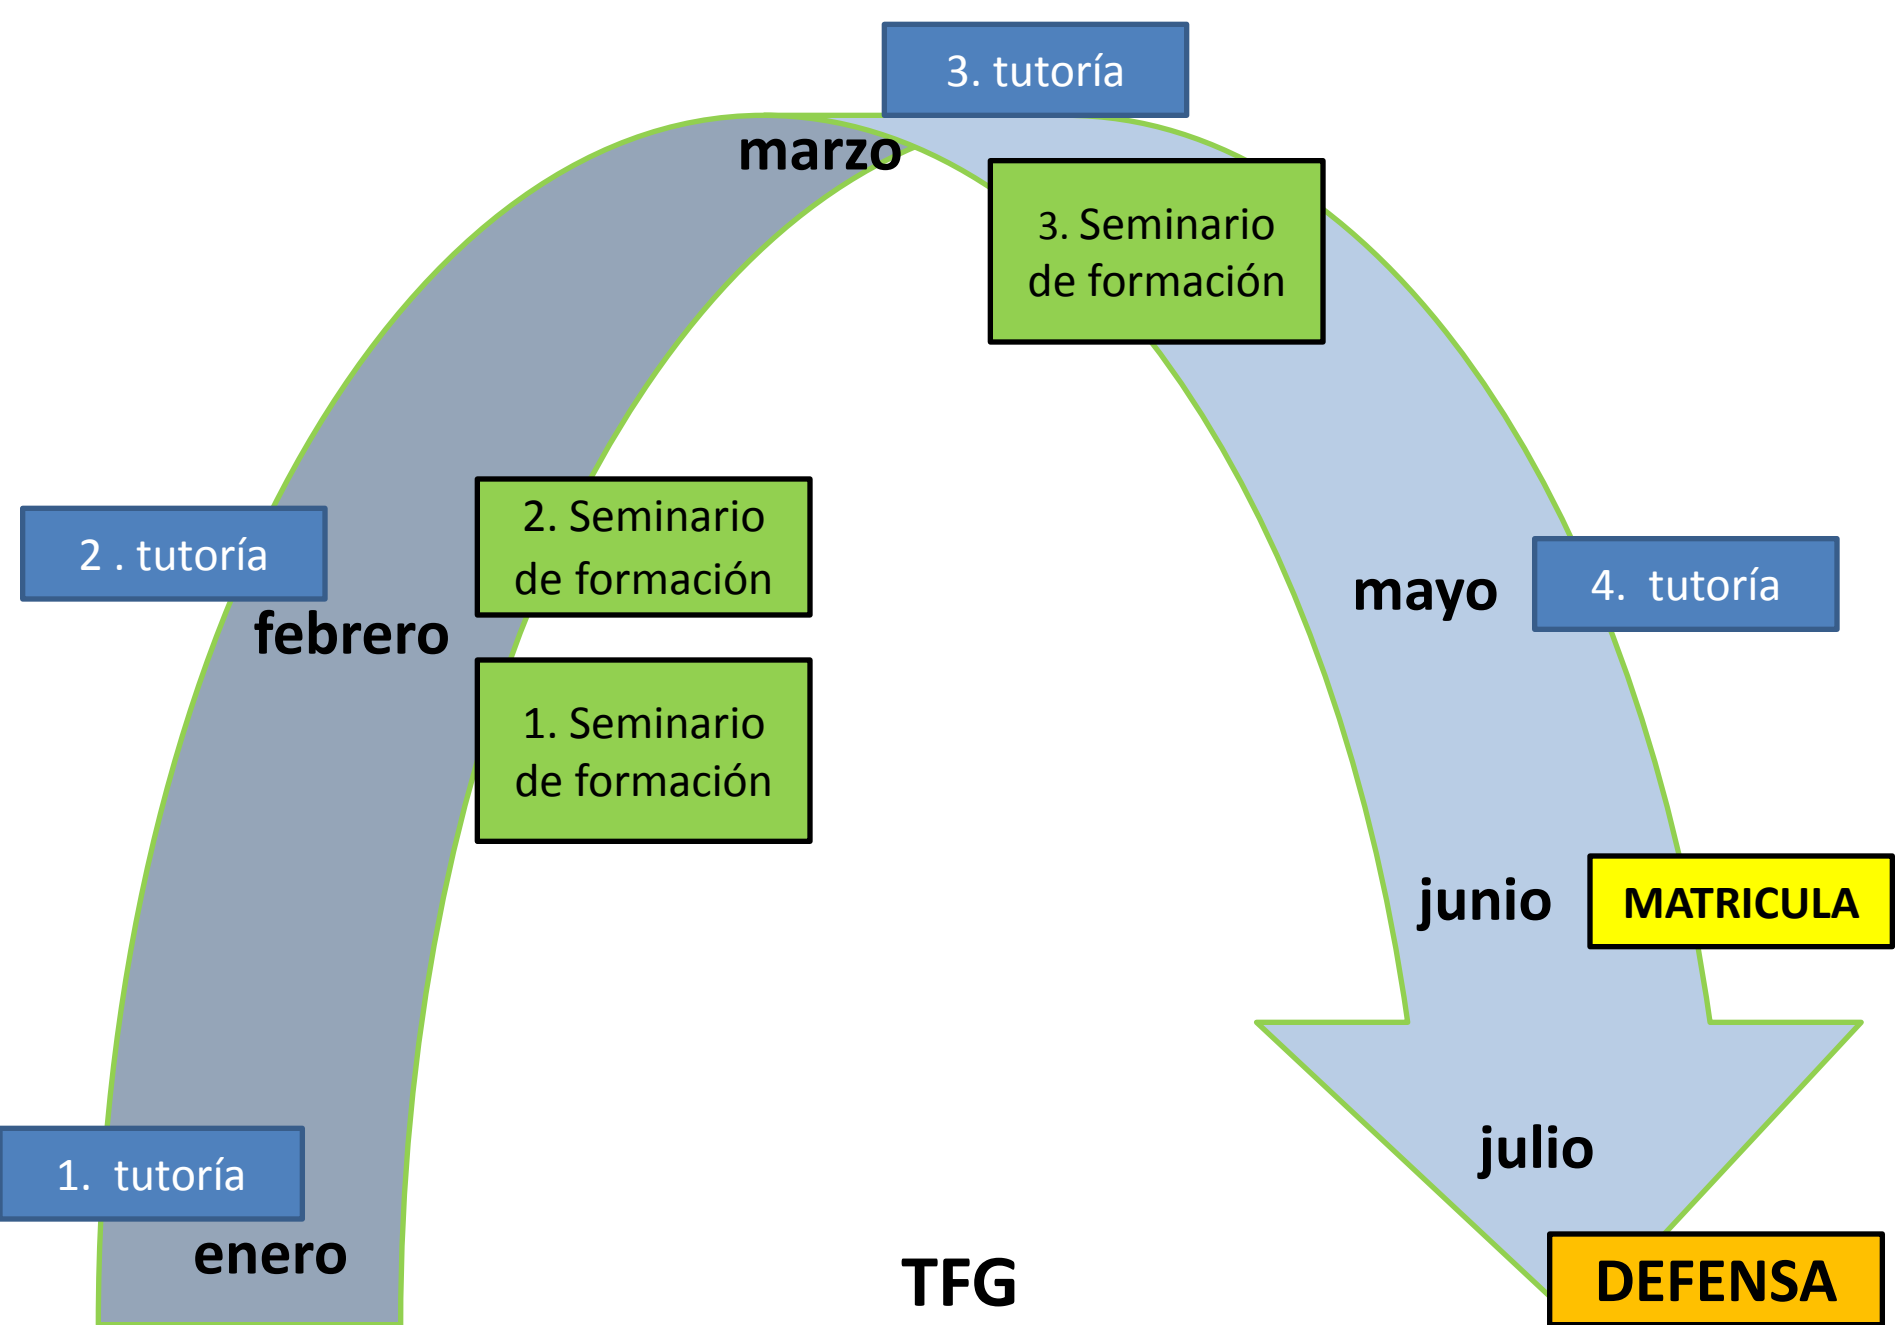 3. tutoría
marzo
3. Seminario
de formación
2. Seminario
de formación
2 . tutoría
febrero
mayo
4. tutoría
1. Seminario
de formación
junio
MATRICULA
1. tutoría
julio
enero
TFG
DEFENSA